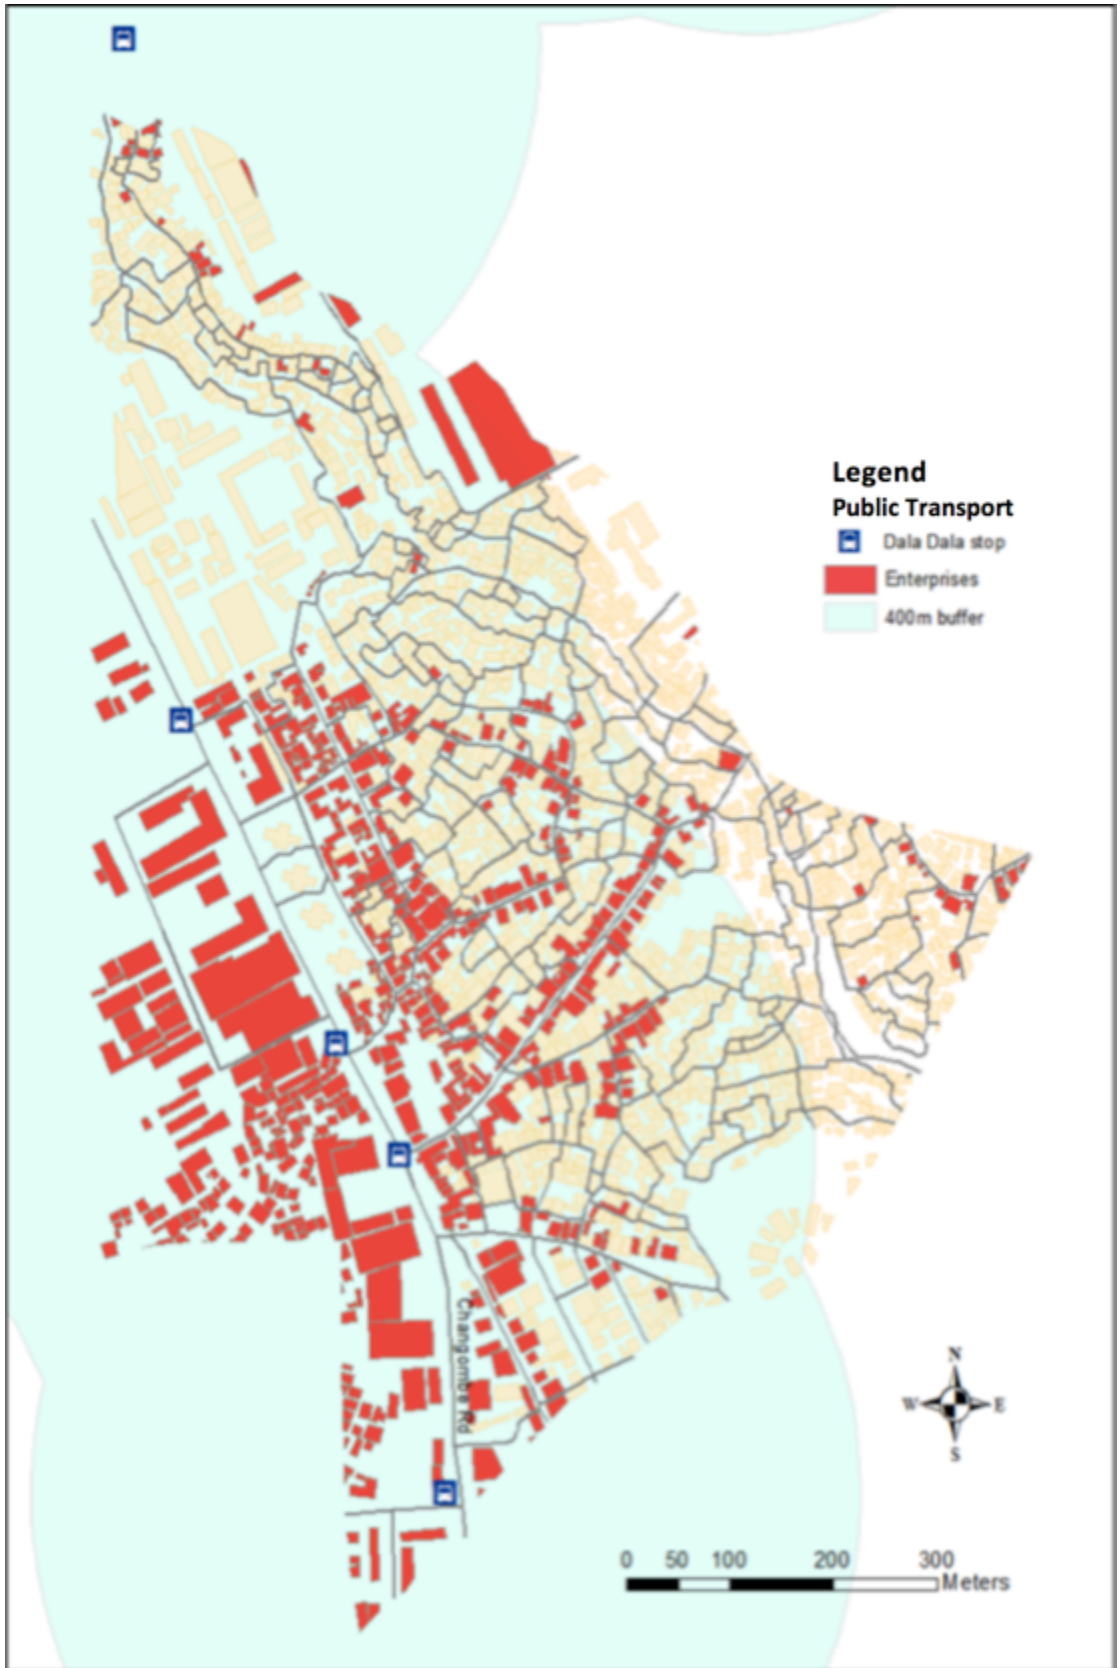 Legend
Public Transport
Dala Dala stop
Enterprises
400m buffer
Changombe Rd
N
W E
S
0 50 100 200 300
Meters